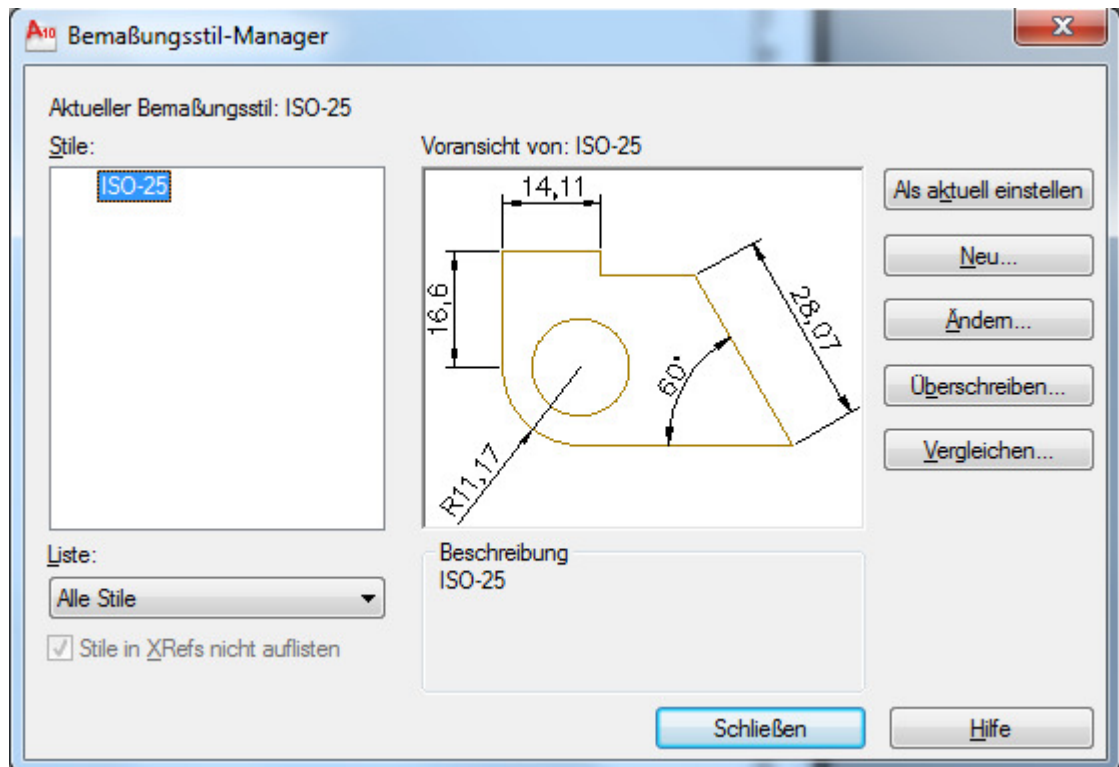 A10 Bemaßungsstil-Manager
Aktueller Bemaßungsstil: ISO-25
Stile:
ISO-25
Voransicht von: ISO-25
14,11
16,6
28,07
60°
R11,17
Als aktuell einstellen
Neu...
Ändern...
Überschreiben...
Vergleichen...
Liste:
Alle Stile
Stile in XRefs nicht auflisten
Beschreibung
ISO-25
Schließen
Hilfe